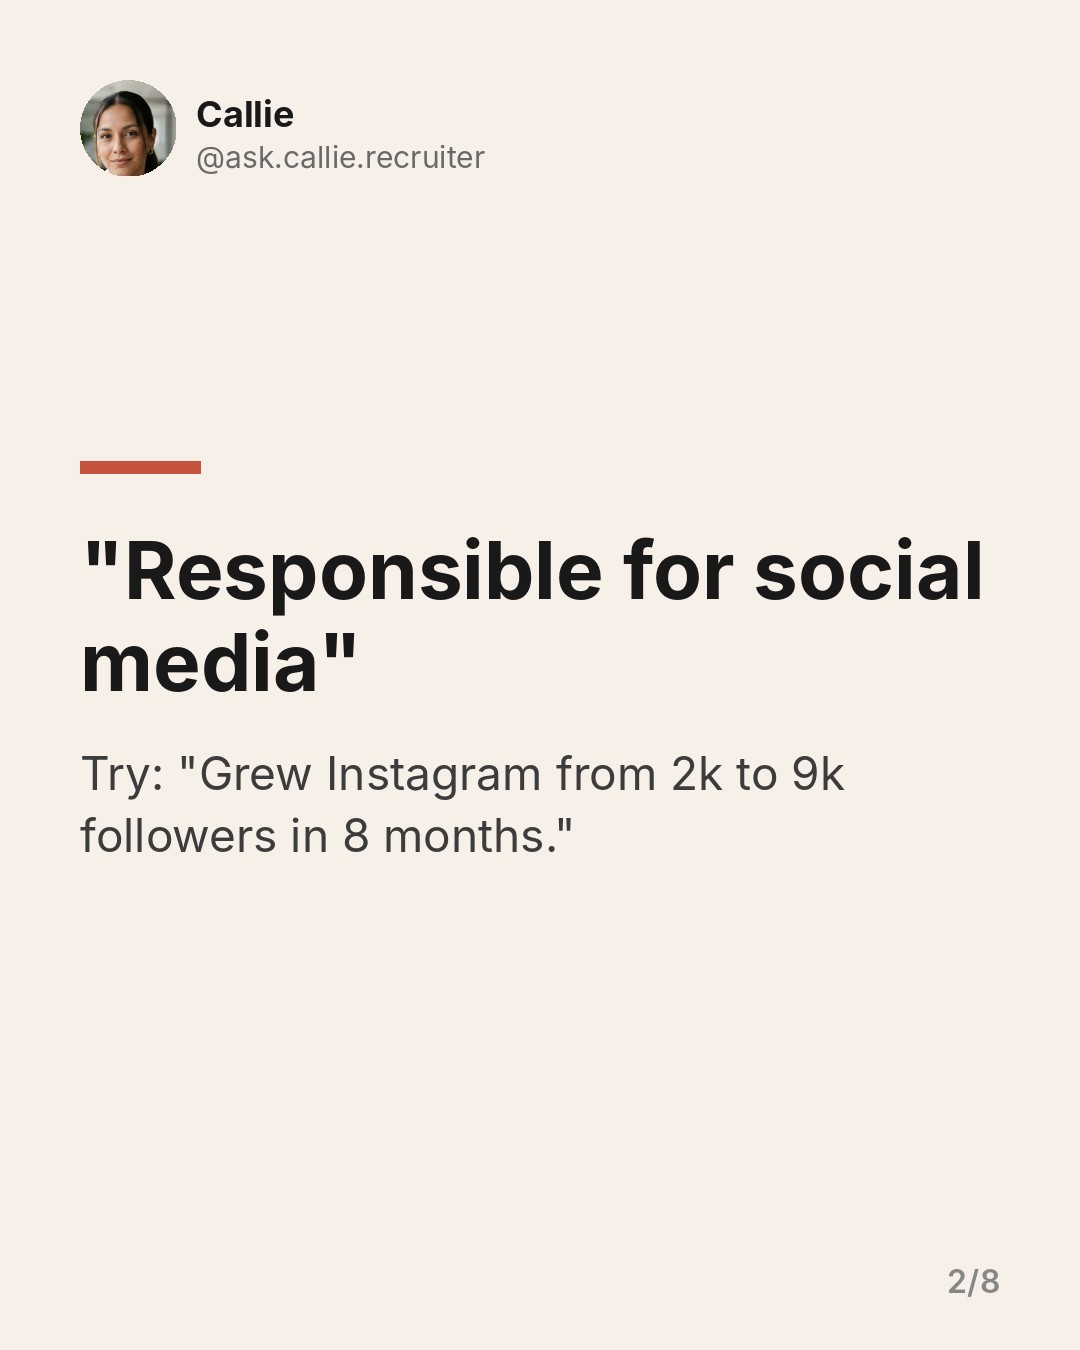 Callie
@ask.callie.recruiter
"Responsible for social
media"
Try: "Grew Instagram from 2k to 9k
followers in 8 months."
2/8